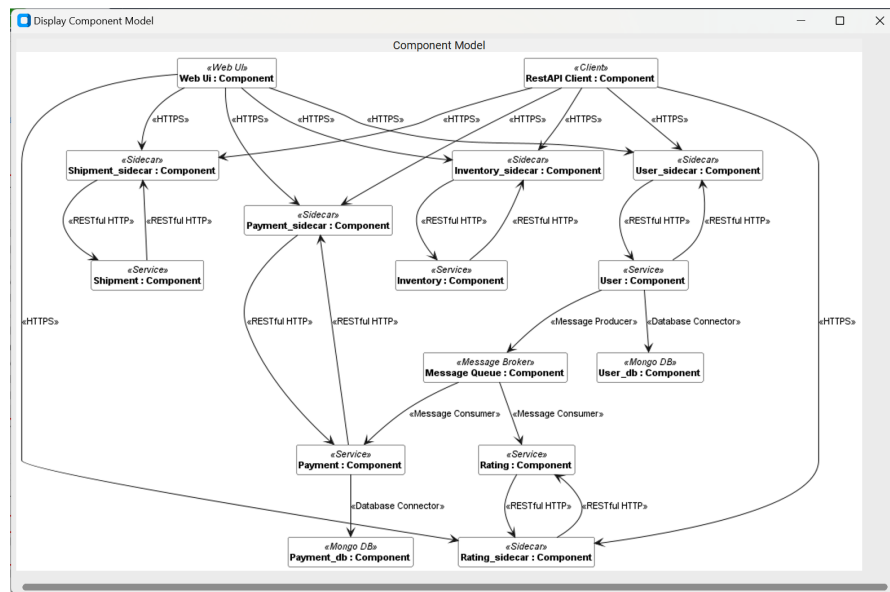 Display Component Model
Component Model
«Web Ui»
Web Ui : Component
«Client»
RestAPI Client : Component
«HTTPS»
«HTTPS»
«HTTPS»
«HTTPS»
«HTTPS»
«HTTPS»
«HTTPS»
«HTTPS»
«Sidecar»
Shipment_sidecar : Component
«Sidecar»
Inventory_sidecar : Component
«Sidecar»
User_sidecar : Component
«RESTful HTTP»
«RESTful HTTP»
«Sidecar»
Payment_sidecar : Component
«RESTful HTTP»
«RESTful HTTP»
«RESTful HTTP»
«RESTful HTTP»
«Service»
Shipment : Component
«Service»
Inventory : Component
«Service»
User : Component
«HTTPS»
«RESTful HTTP»
«RESTful HTTP»
«Message Producer»
«Database Connector»
«HTTPS»
«Message Broker»
Message Queue : Component
«Mongo DB»
User_db : Component
«Message Consumer»
«Message Consumer»
«Service»
Payment : Component
«Service»
Rating : Component
«Database Connector»
«RESTful HTTP»
«RESTful HTTP»
«Mongo DB»
Payment_db : Component
«Sidecar»
Rating_sidecar : Component